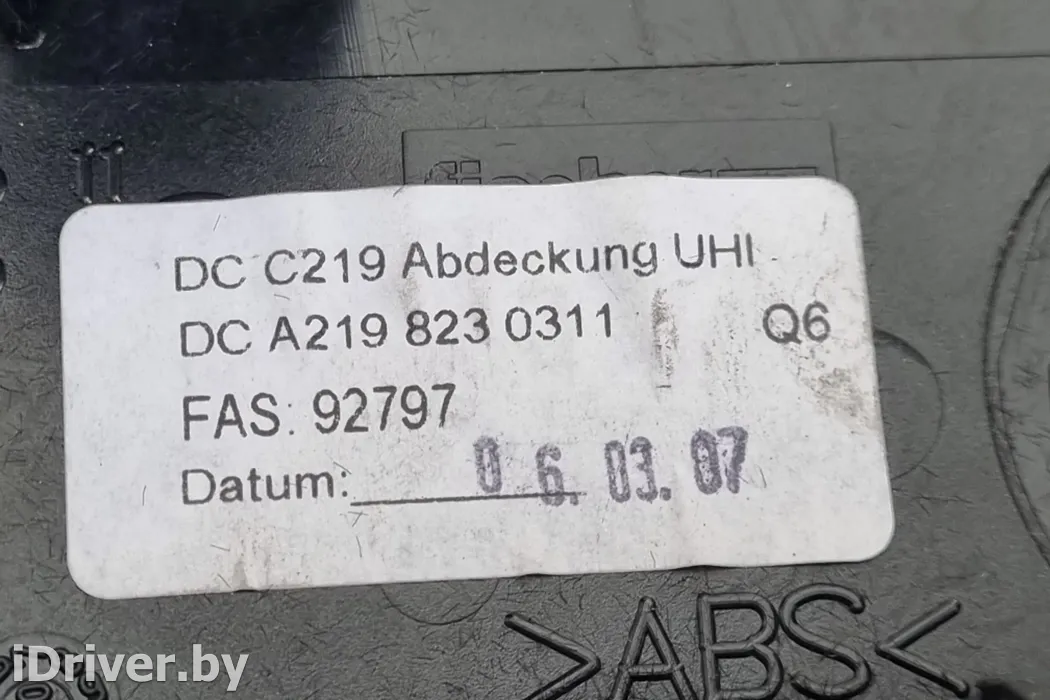 DC C219 Abdeckung UHI
DC A219 823 0311 Q6
FAS: 92797
Datum: 06.03.07
>ABS<
iDriver.by